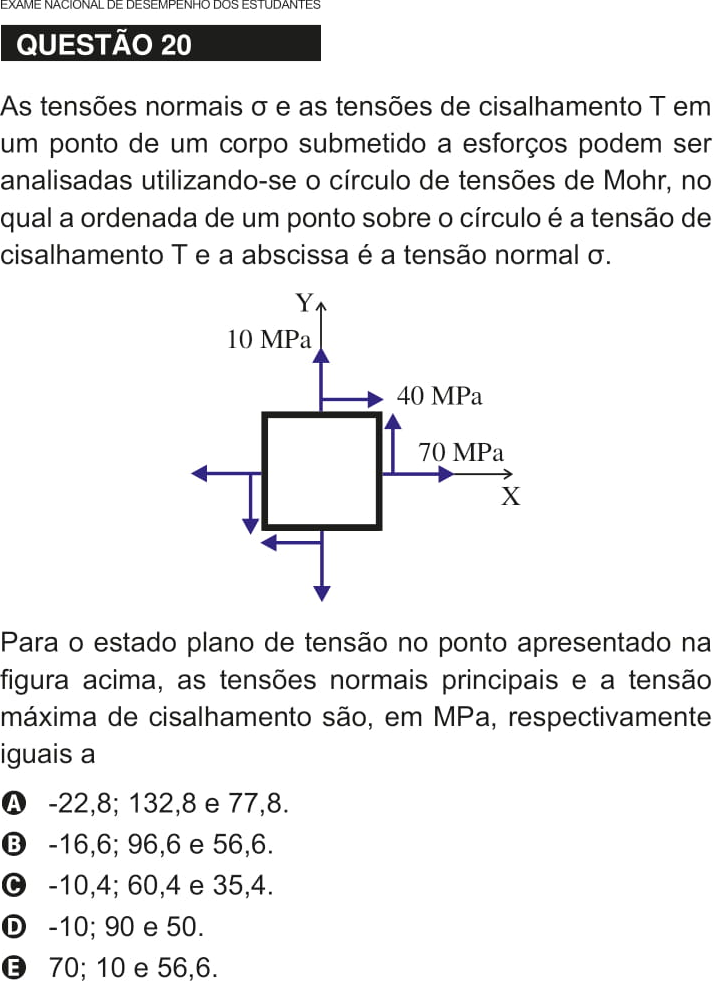 EXAME NACIONAL DE DESEMPENHO DOS ESTUDANTES
QUESTÃO 20
As tensões normais σ e as tensões de cisalhamento T em
um ponto de um corpo submetido a esforços podem ser
analisadas utilizando-se o círculo de tensões de Mohr, no
qual a ordenada de um ponto sobre o círculo é a tensão de
cisalhamento T e a abscissa é a tensão normal σ.
Y
10 MPa
40 MPa
70 MPa
X
Para o estado plano de tensão no ponto apresentado na
figura acima, as tensões normais principais e a tensão
máxima de cisalhamento são, em MPa, respectivamente
iguais a
A -22,8; 132,8 e 77,8.
B -16,6; 96,6 e 56,6.
C -10,4; 60,4 e 35,4.
D -10; 90 e 50.
E 70; 10 e 56,6.